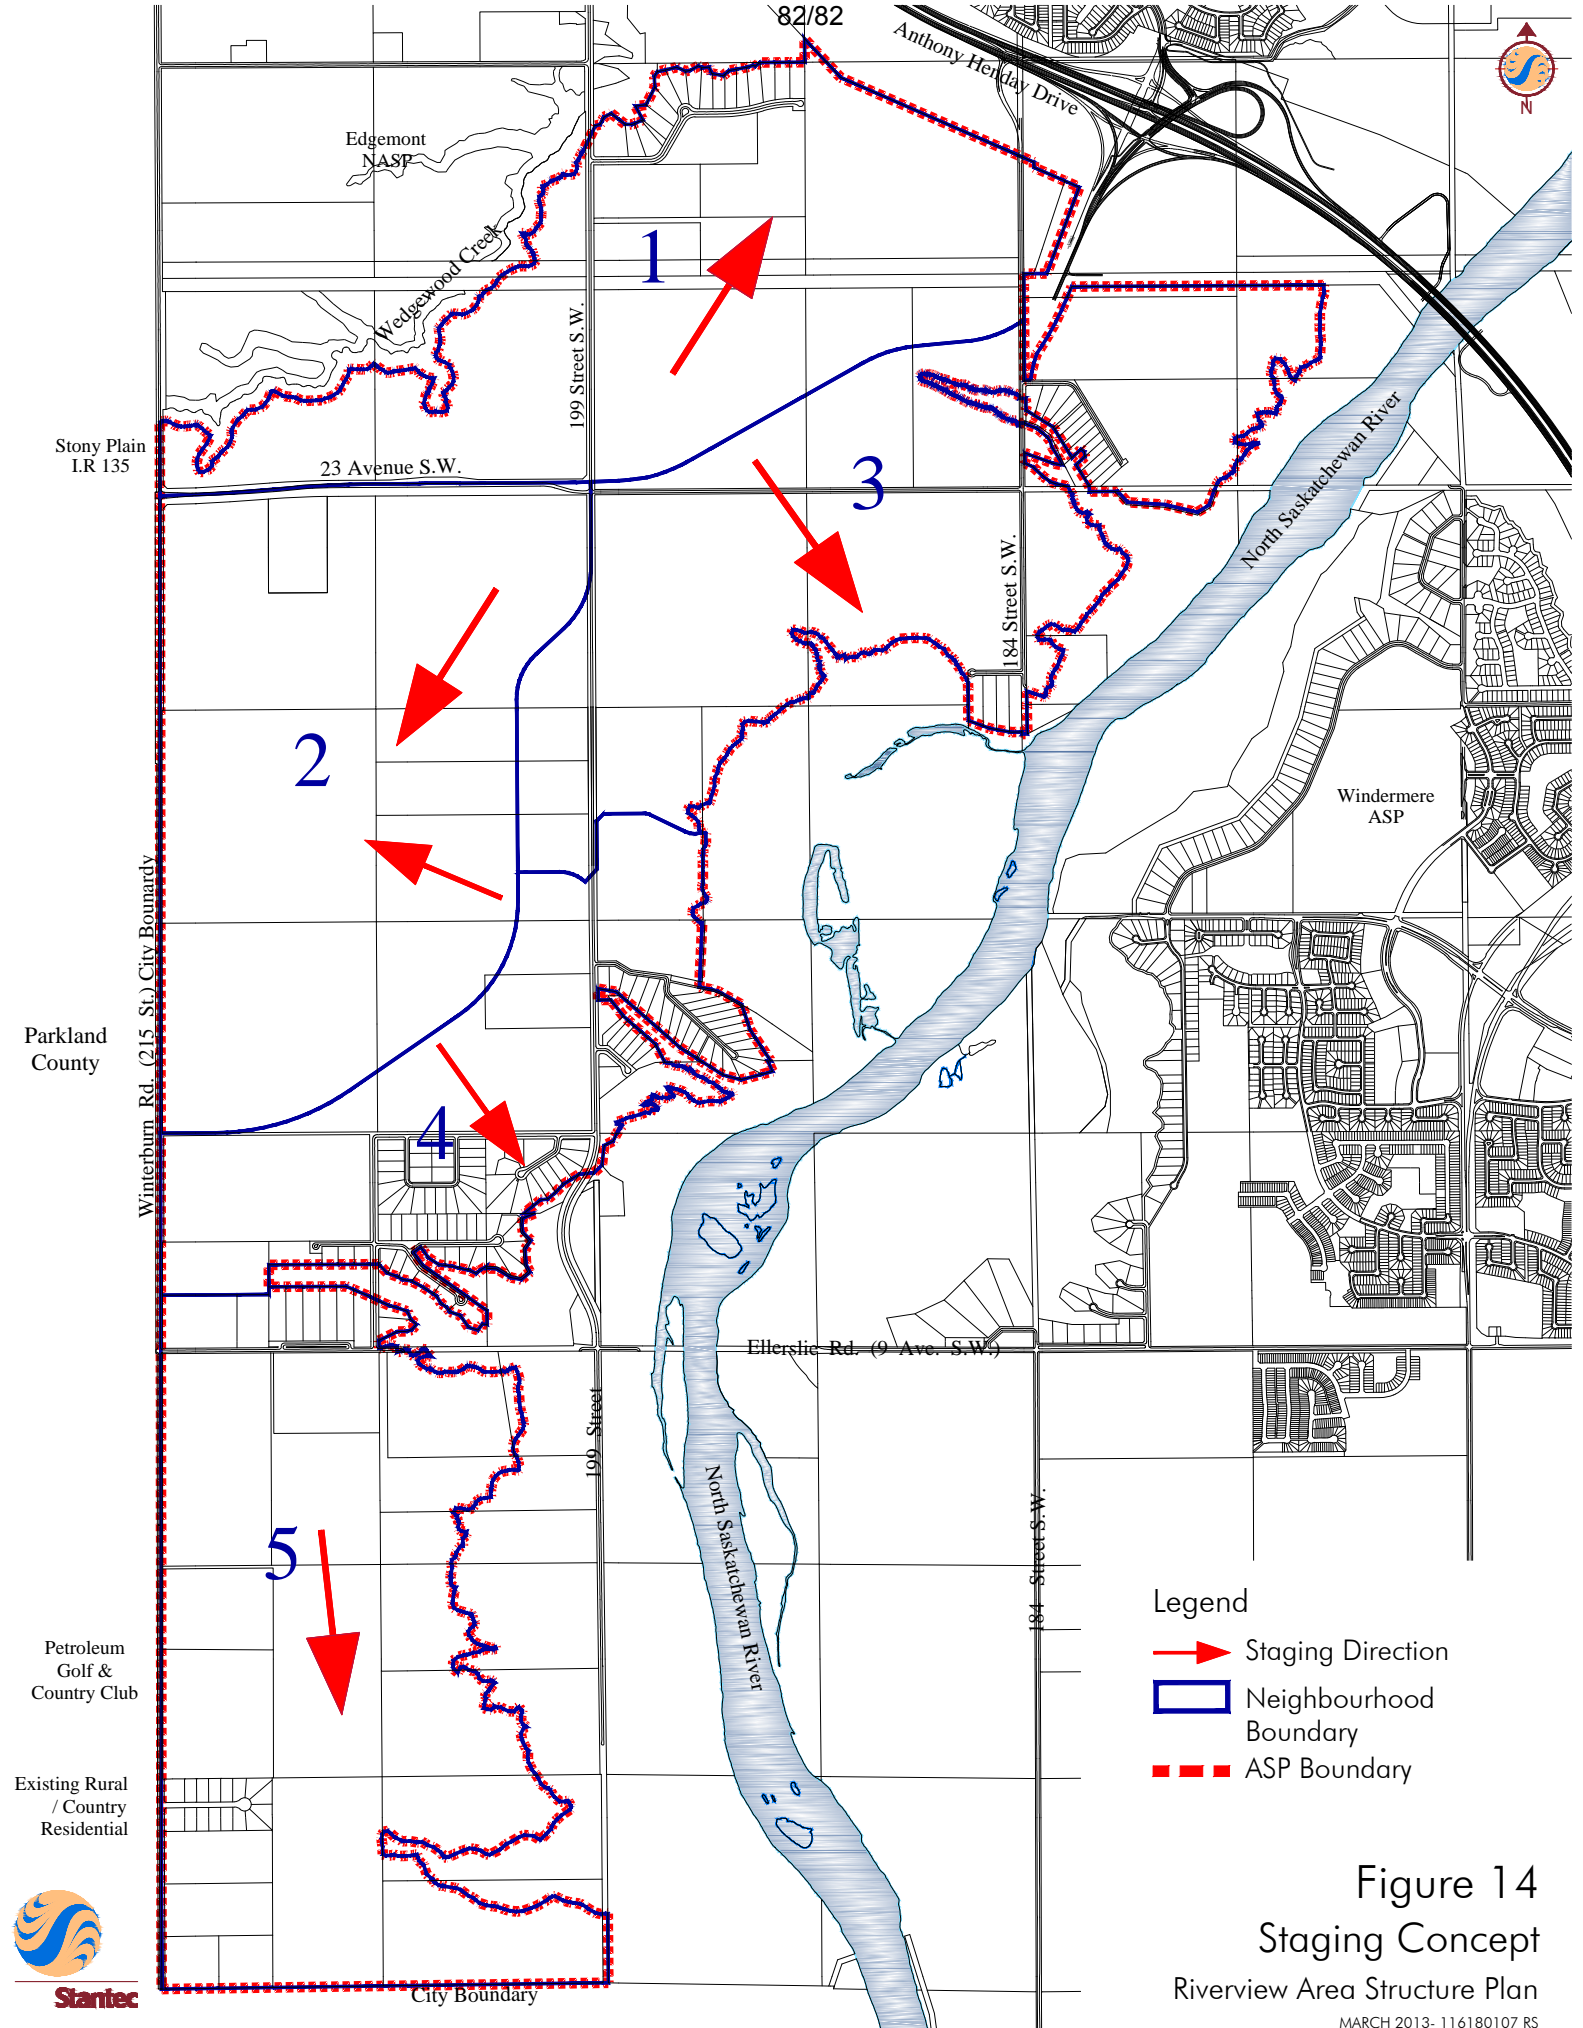 82/82
Anthony Henday Drive
N
Edgemont
NASP
Wedgewood Creek
1
199 Street S.W.
Stony Plain
I.R 135
23 Avenue S.W.
3
North Saskatchewan River
184 Street S.W.
2
Windermere
ASP
Winterburn Rd. (215 St.) City Bounardy
Parkland
County
4
Ellerslie Rd. (9 Ave. S.W.)
199 Street
North Saskatchewan River
184 Street S.W.
5
Petroleum
Golf &
Country Club
Existing Rural
/ Country
Residential
City Boundary
Stantec
Legend
Staging Direction
Neighbourhood
Boundary
ASP Boundary
Figure 14
Staging Concept
Riverview Area Structure Plan
MARCH 2013- 116180107 RS